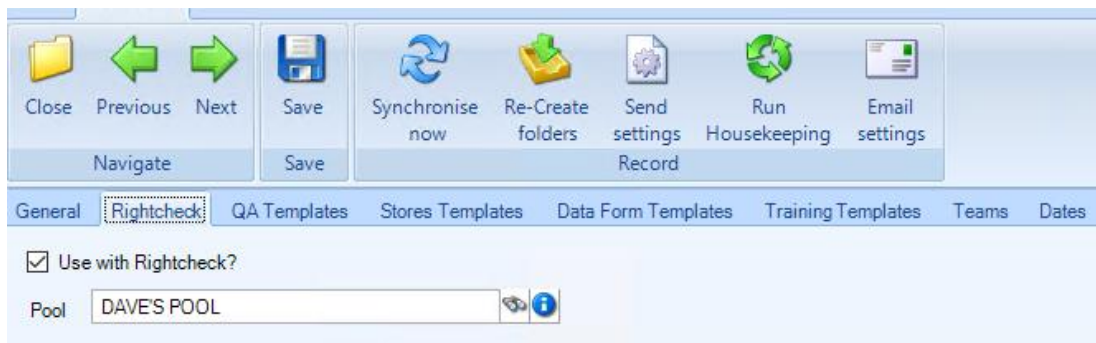 Close Previous Next Save Synchronise now Re-Create folders Send settings Run Housekeeping Email settings
Navigate Save Record
General Rightcheck QA Templates Stores Templates Data Form Templates Training Templates Teams Dates
Use with Rightcheck?
Pool DAVE'S POOL